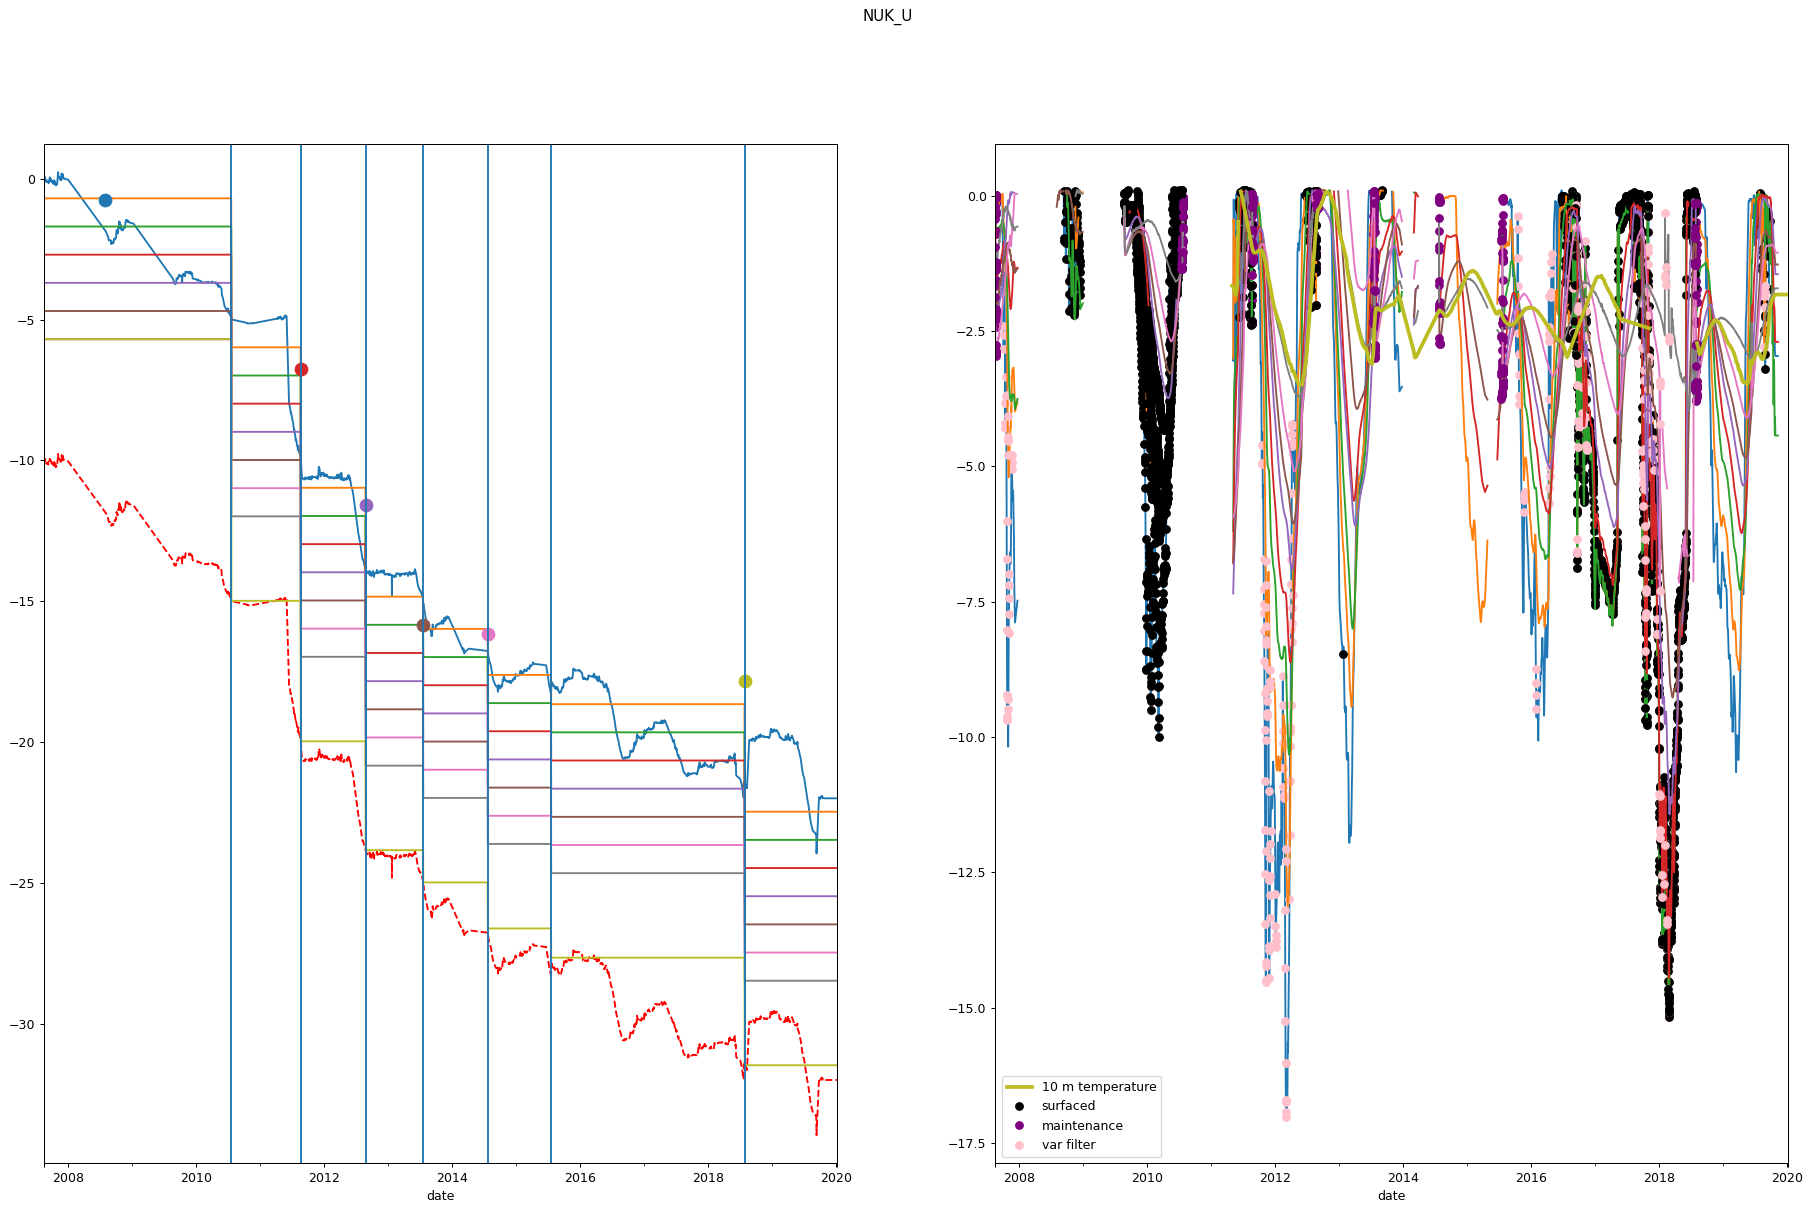 NUK_U
0
−5
−10
−15
−20
−25
−30
2008 2010 2012 2014 2016 2018 2020
date
0.0
−2.5
−5.0
−7.5
−10.0
−12.5
−15.0
−17.5
10 m temperature
surfaced
maintenance
var filter
2008 2010 2012 2014 2016 2018 2020
date